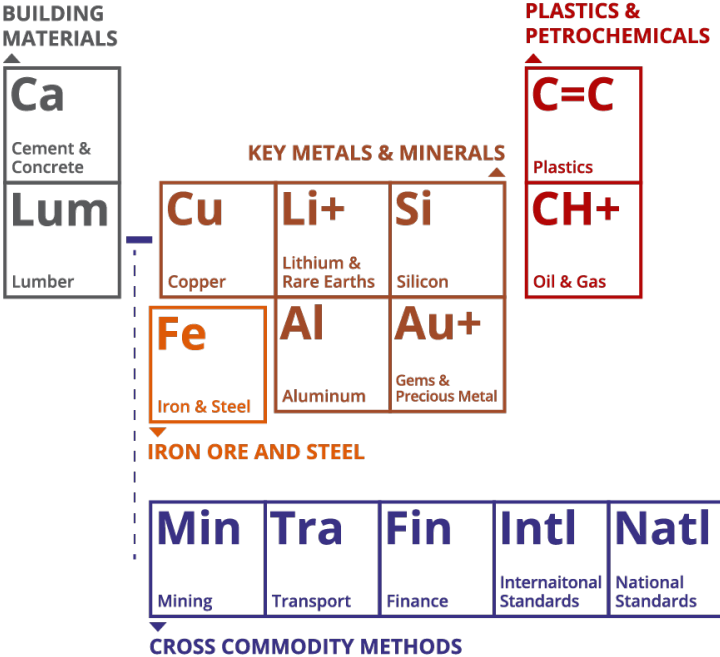 BUILDING
MATERIALS
Ca
Cement &
Concrete
Lum
Lumber
KEY METALS & MINERALS
Cu
Copper
Li+
Lithium &
Rare Earths
Si
Silicon
Al
Aluminum
Au+
Gems &
Precious Metal
PLASTICS &
PETROCHEMICALS
C=C
Plastics
CH+
Oil & Gas
Fe
Iron & Steel
IRON ORE AND STEEL
Min
Mining
Tra
Transport
Fin
Finance
Intl
Internaitonal
Standards
Natl
National
Standards
CROSS COMMODITY METHODS